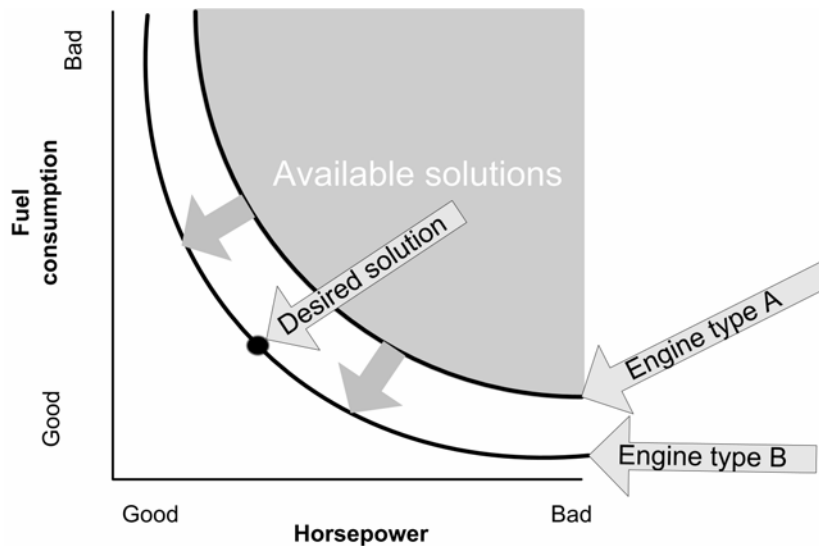 Bad
Fuel
consumption
Good
Available solutions
Desired solution
Engine type A
Engine type B
Good
Bad
Horsepower